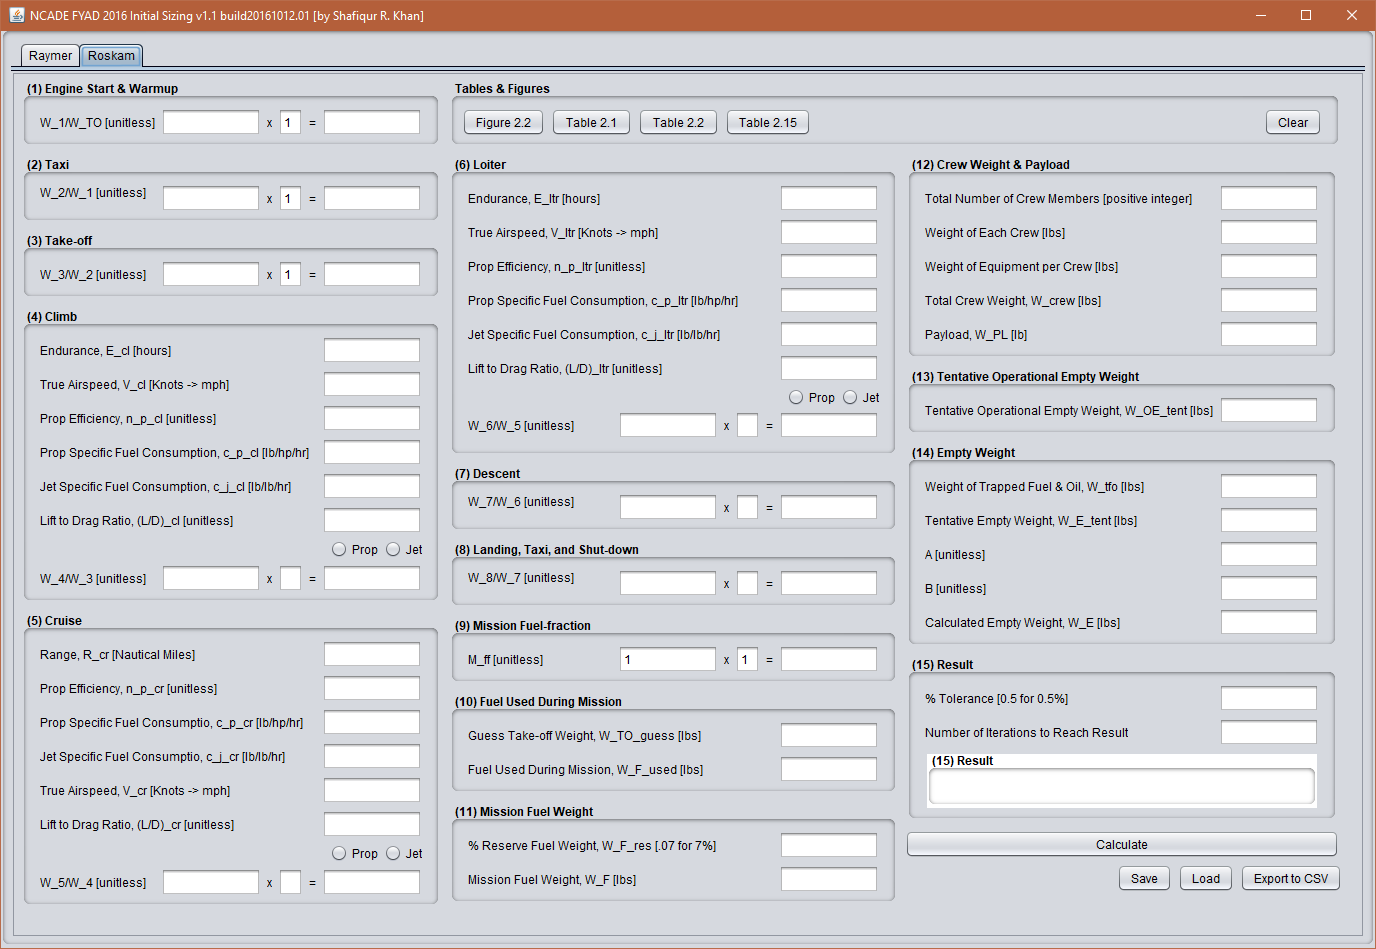 NCADE FYAD 2016 Initial Sizing v1.1 build20161012.01 [by Shafiqur R. Khan]
Raymer Roskam
(1) Engine Start & Warmup
W_1/W_TO [unitless] x 1 =
(2) Taxi
W_2/W_1 [unitless] x 1 =
(3) Take-off
W_3/W_2 [unitless] x 1 =
(4) Climb
Endurance, E_cl [hours]
True Airspeed, V_cl [Knots -> mph]
Prop Efficiency, n_p_cl [unitless]
Prop Specific Fuel Consumption, c_p_cl [lb/hp/hr]
Jet Specific Fuel Consumption, c_j_cl [lb/lb/hr]
Lift to Drag Ratio, (L/D)_cl [unitless]
Prop Jet
W_4/W_3 [unitless] x =
(5) Cruise
Range, R_cr [Nautical Miles]
Prop Efficiency, n_p_cr [unitless]
Prop Specific Fuel Consumptio, c_p_cr [lb/hp/hr]
Jet Specific Fuel Consumptio, c_j_cr [lb/lb/hr]
True Airspeed, V_cr [Knots -> mph]
Lift to Drag Ratio, (L/D)_cr [unitless]
Prop Jet
W_5/W_4 [unitless] x =
Tables & Figures
Figure 2.2 Table 2.1 Table 2.2 Table 2.15 Clear
(6) Loiter
Endurance, E_ltr [hours]
True Airspeed, V_ltr [Knots -> mph]
Prop Efficiency, n_p_ltr [unitless]
Prop Specific Fuel Consumption, c_p_ltr [lb/hp/hr]
Jet Specific Fuel Consumption, c_j_ltr [lb/lb/hr]
Lift to Drag Ratio, (L/D)_ltr [unitless]
Prop Jet
W_6/W_5 [unitless] x =
(7) Descent
W_7/W_6 [unitless] x =
(8) Landing, Taxi, and Shut-down
W_8/W_7 [unitless] x =
(9) Mission Fuel-fraction
M_ff [unitless] 1 x 1 =
(10) Fuel Used During Mission
Guess Take-off Weight, W_TO_guess [lbs]
Fuel Used During Mission, W_F_used [lbs]
(11) Mission Fuel Weight
% Reserve Fuel Weight, W_F_res [.07 for 7%]
Mission Fuel Weight, W_F [lbs]
(12) Crew Weight & Payload
Total Number of Crew Members [positive integer]
Weight of Each Crew [lbs]
Weight of Equipment per Crew [lbs]
Total Crew Weight, W_crew [lbs]
Payload, W_PL [lb]
(13) Tentative Operational Empty Weight
Tentative Operational Empty Weight, W_OE_tent [lbs]
(14) Empty Weight
Weight of Trapped Fuel & Oil, W_tfo [lbs]
Tentative Empty Weight, W_E_tent [lbs]
A [unitless]
B [unitless]
Calculated Empty Weight, W_E [lbs]
(15) Result
% Tolerance [0.5 for 0.5%]
Number of Iterations to Reach Result
(15) Result
Calculate
Save Load Export to CSV